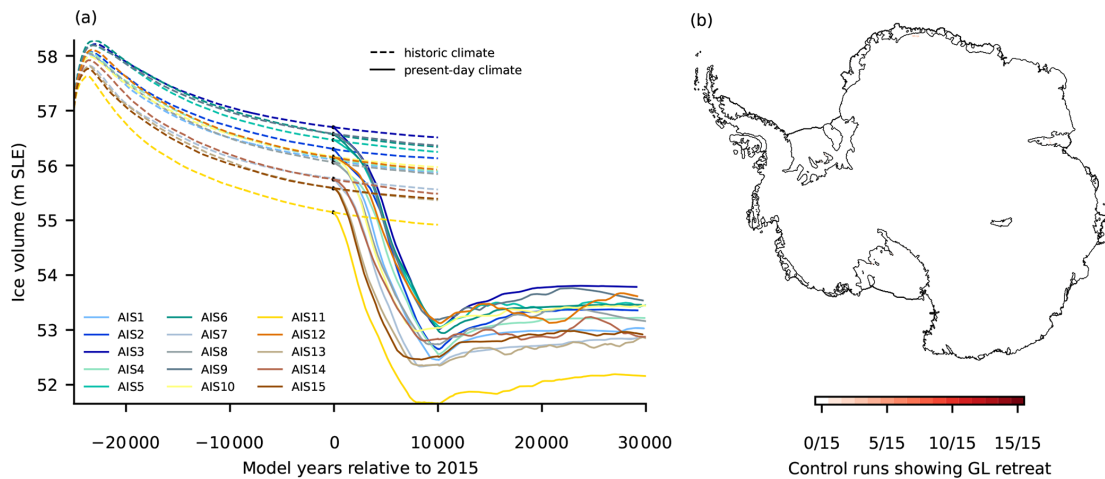 (a)
58
57
56
55
54
53
52
Ice volume (m SLE)
historic climate
present-day climate
AIS1
AIS2
AIS3
AIS4
AIS5
AIS6
AIS7
AIS8
AIS9
AIS10
AIS11
AIS12
AIS13
AIS14
AIS15
−20000 −10000 0 10000 20000 30000
Model years relative to 2015
(b)
0/15 5/15 10/15 15/15
Control runs showing GL retreat